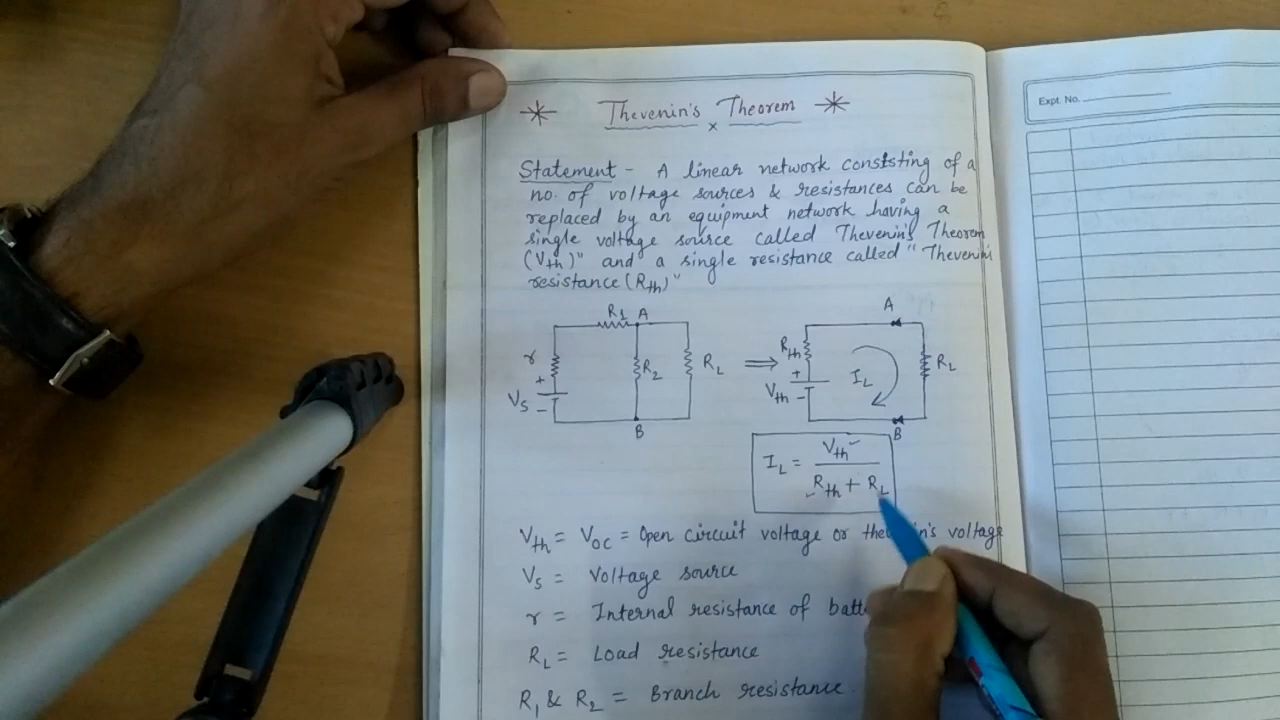 Thevenin's Theorem
Expt. No.
Statement - A linear network consisting of a
no. of voltage sources & resistances can be
replaced by an equipment network having a
single voltage source called Thevenin's Theorem
(Vth)" and a single resistance called "Thevenin's
resistance (Rth)"
R1 A
r
R2
RL
+
Vs
-
B
A
Rth
RL
+
Vth
-
IL
B
IL = Vth / Rth + RL
Vth = Voc = Open circuit voltage or 's voltage
Vs = Voltage source
r = Internal resistance of
RL = Load resistance
R1 & R2 = Branch resistance